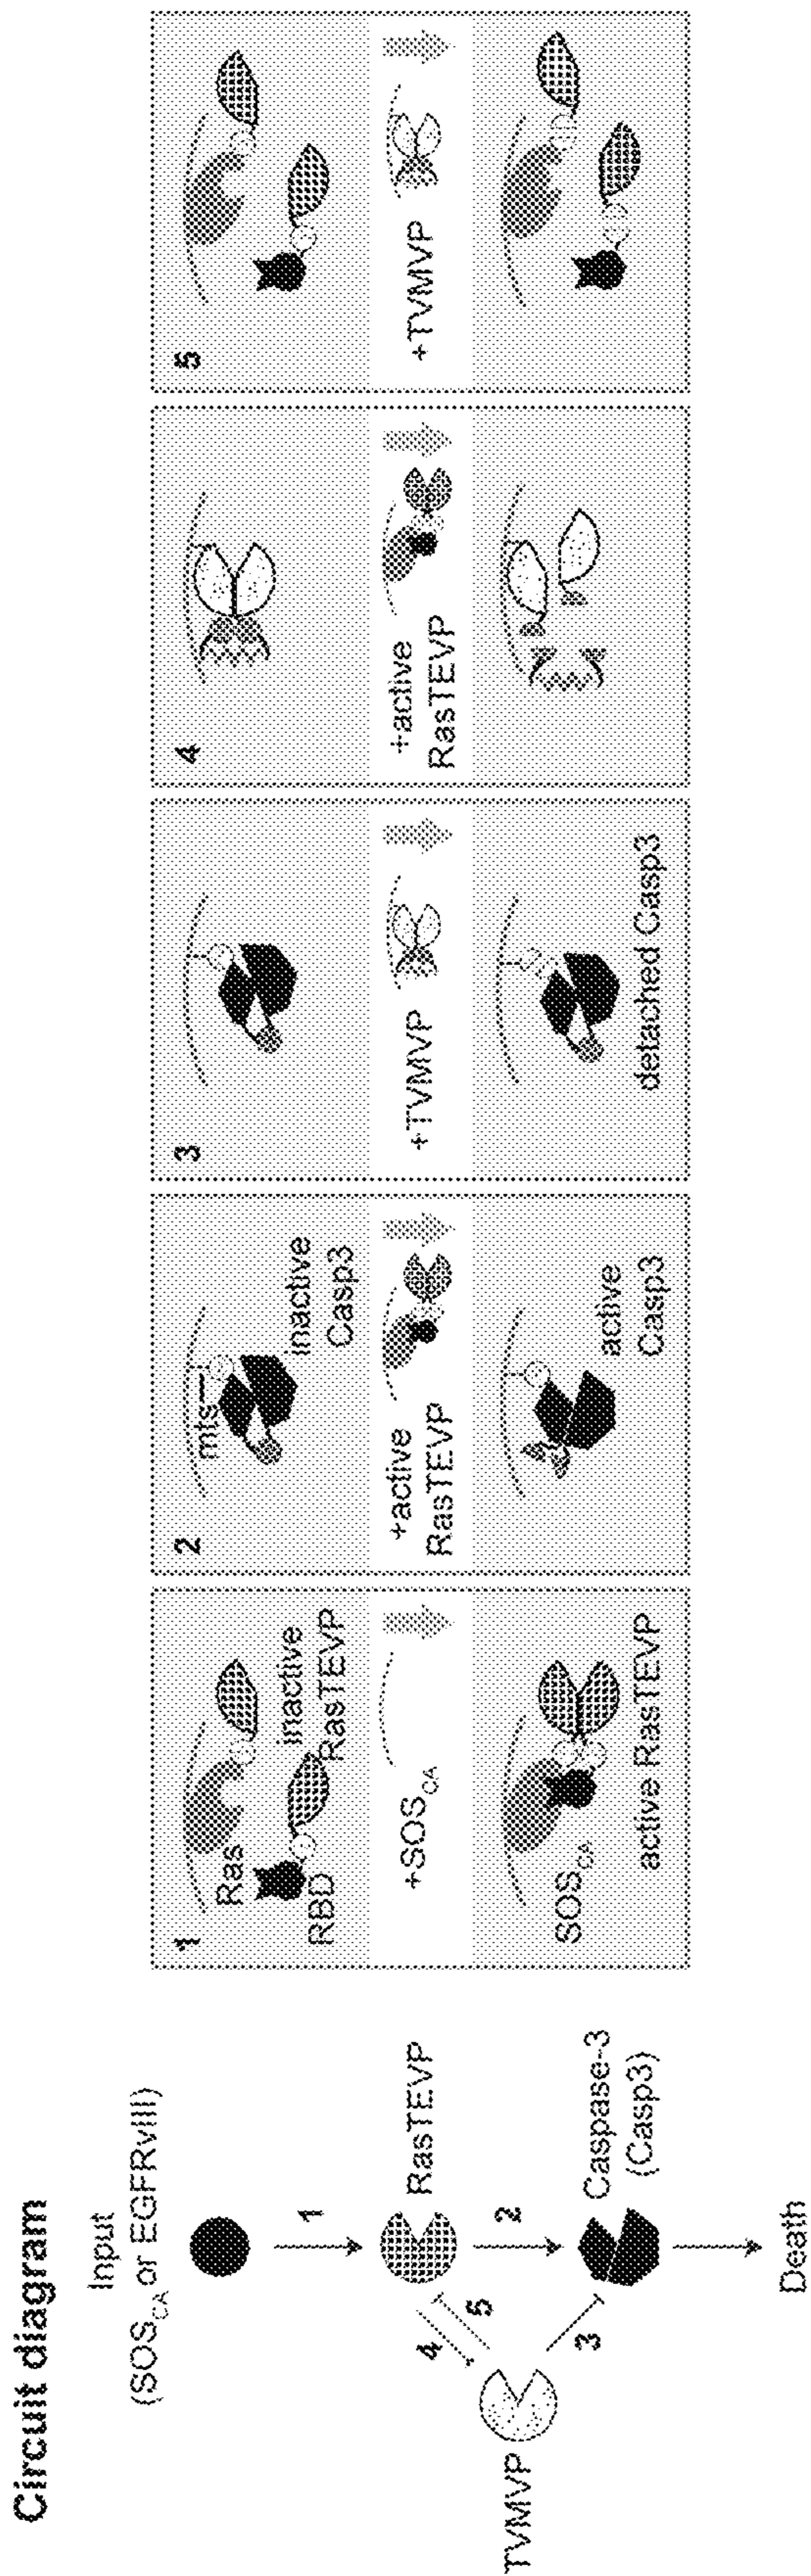 Circuit diagram
Input
(SOSCA or EGFRvIII)
1
RasTEVP
4
5
2
TVMVP
3
Caspase-3
(Casp3)
Death
1
Ras
RBD
inactive
RasTEVP
+SOSCA
SOSCA
active RasTEVP
2
mts
inactive
Casp3
+active
RasTEVP
active
Casp3
3
+TVMVP
detached Casp3
4
+active
RasTEVP
5
+TVMVP